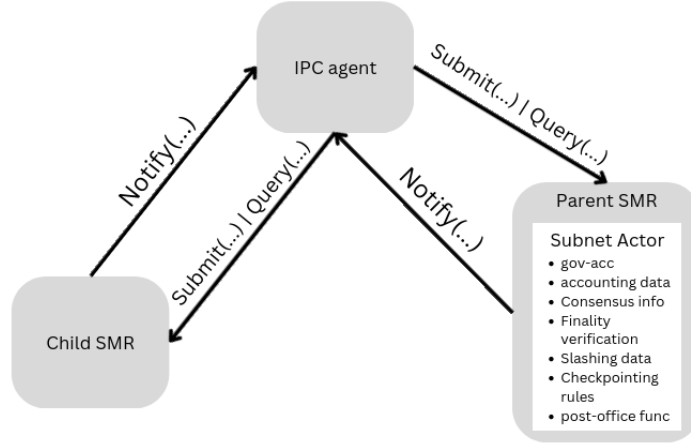 IPC agent
Submit(...) | Query(...)
Notify(...)
Submit(...) | Query(...)
Notify(...)
Child SMR
Parent SMR
Subnet Actor
• gov-acc
• accounting data
• Consensus info
• Finality
verification
• Slashing data
• Checkpointing
rules
• post-office func